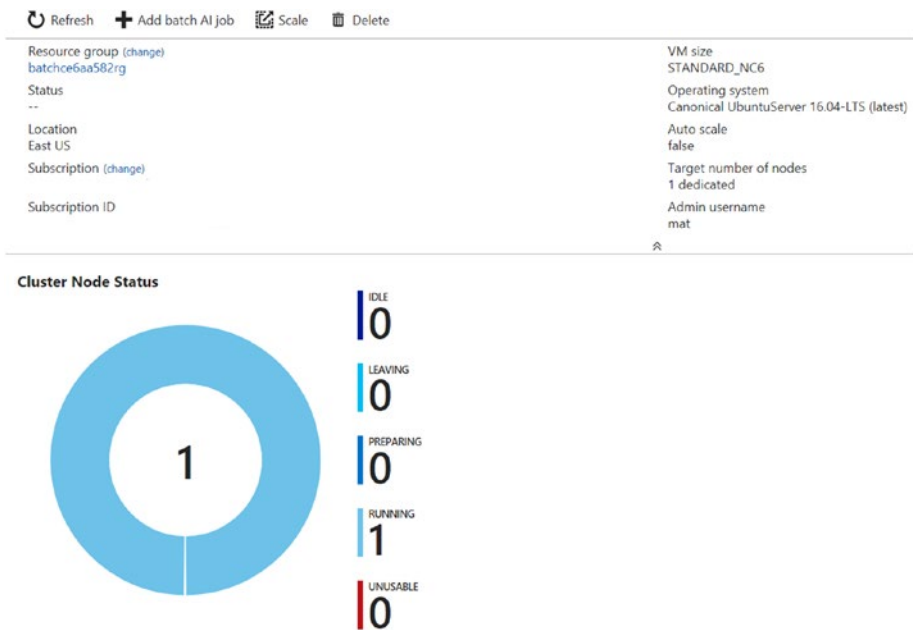 Refresh Add batch AI job Scale Delete
Resource group (change)
batchce6aa582rg
Status
--
Location
East US
Subscription (change)
Subscription ID
VM size
STANDARD_NC6
Operating system
Canonical UbuntuServer 16.04-LTS (latest)
Auto scale
false
Target number of nodes
1 dedicated
Admin username
mat
Cluster Node Status
1
IDLE
0
LEAVING
0
PREPARING
0
RUNNING
1
UNUSABLE
0